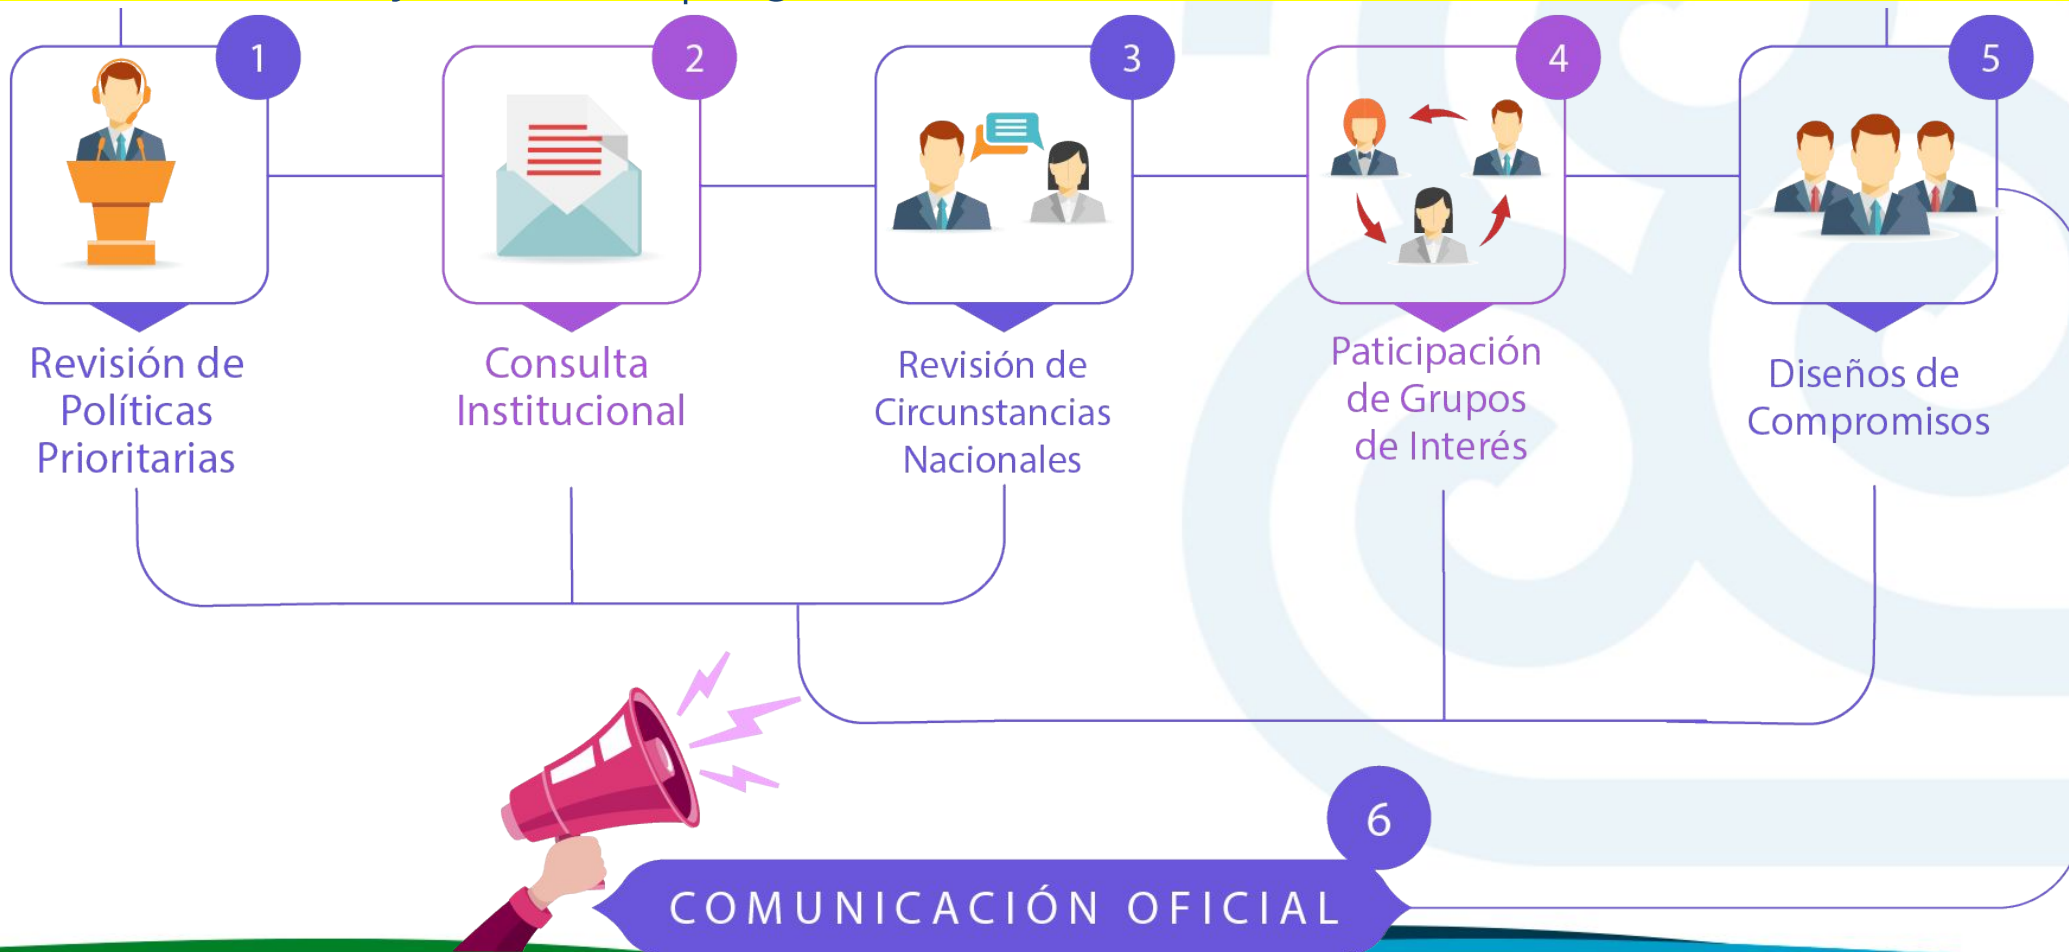 1
2
3
4
5
Revisión de
Políticas
Prioritarias
Consulta
Institucional
Revisión de
Circunstancias
Nacionales
Paticipación
de Grupos
de Interés
Diseños de
Compromisos
6
COMUNICACIÓN OFICIAL